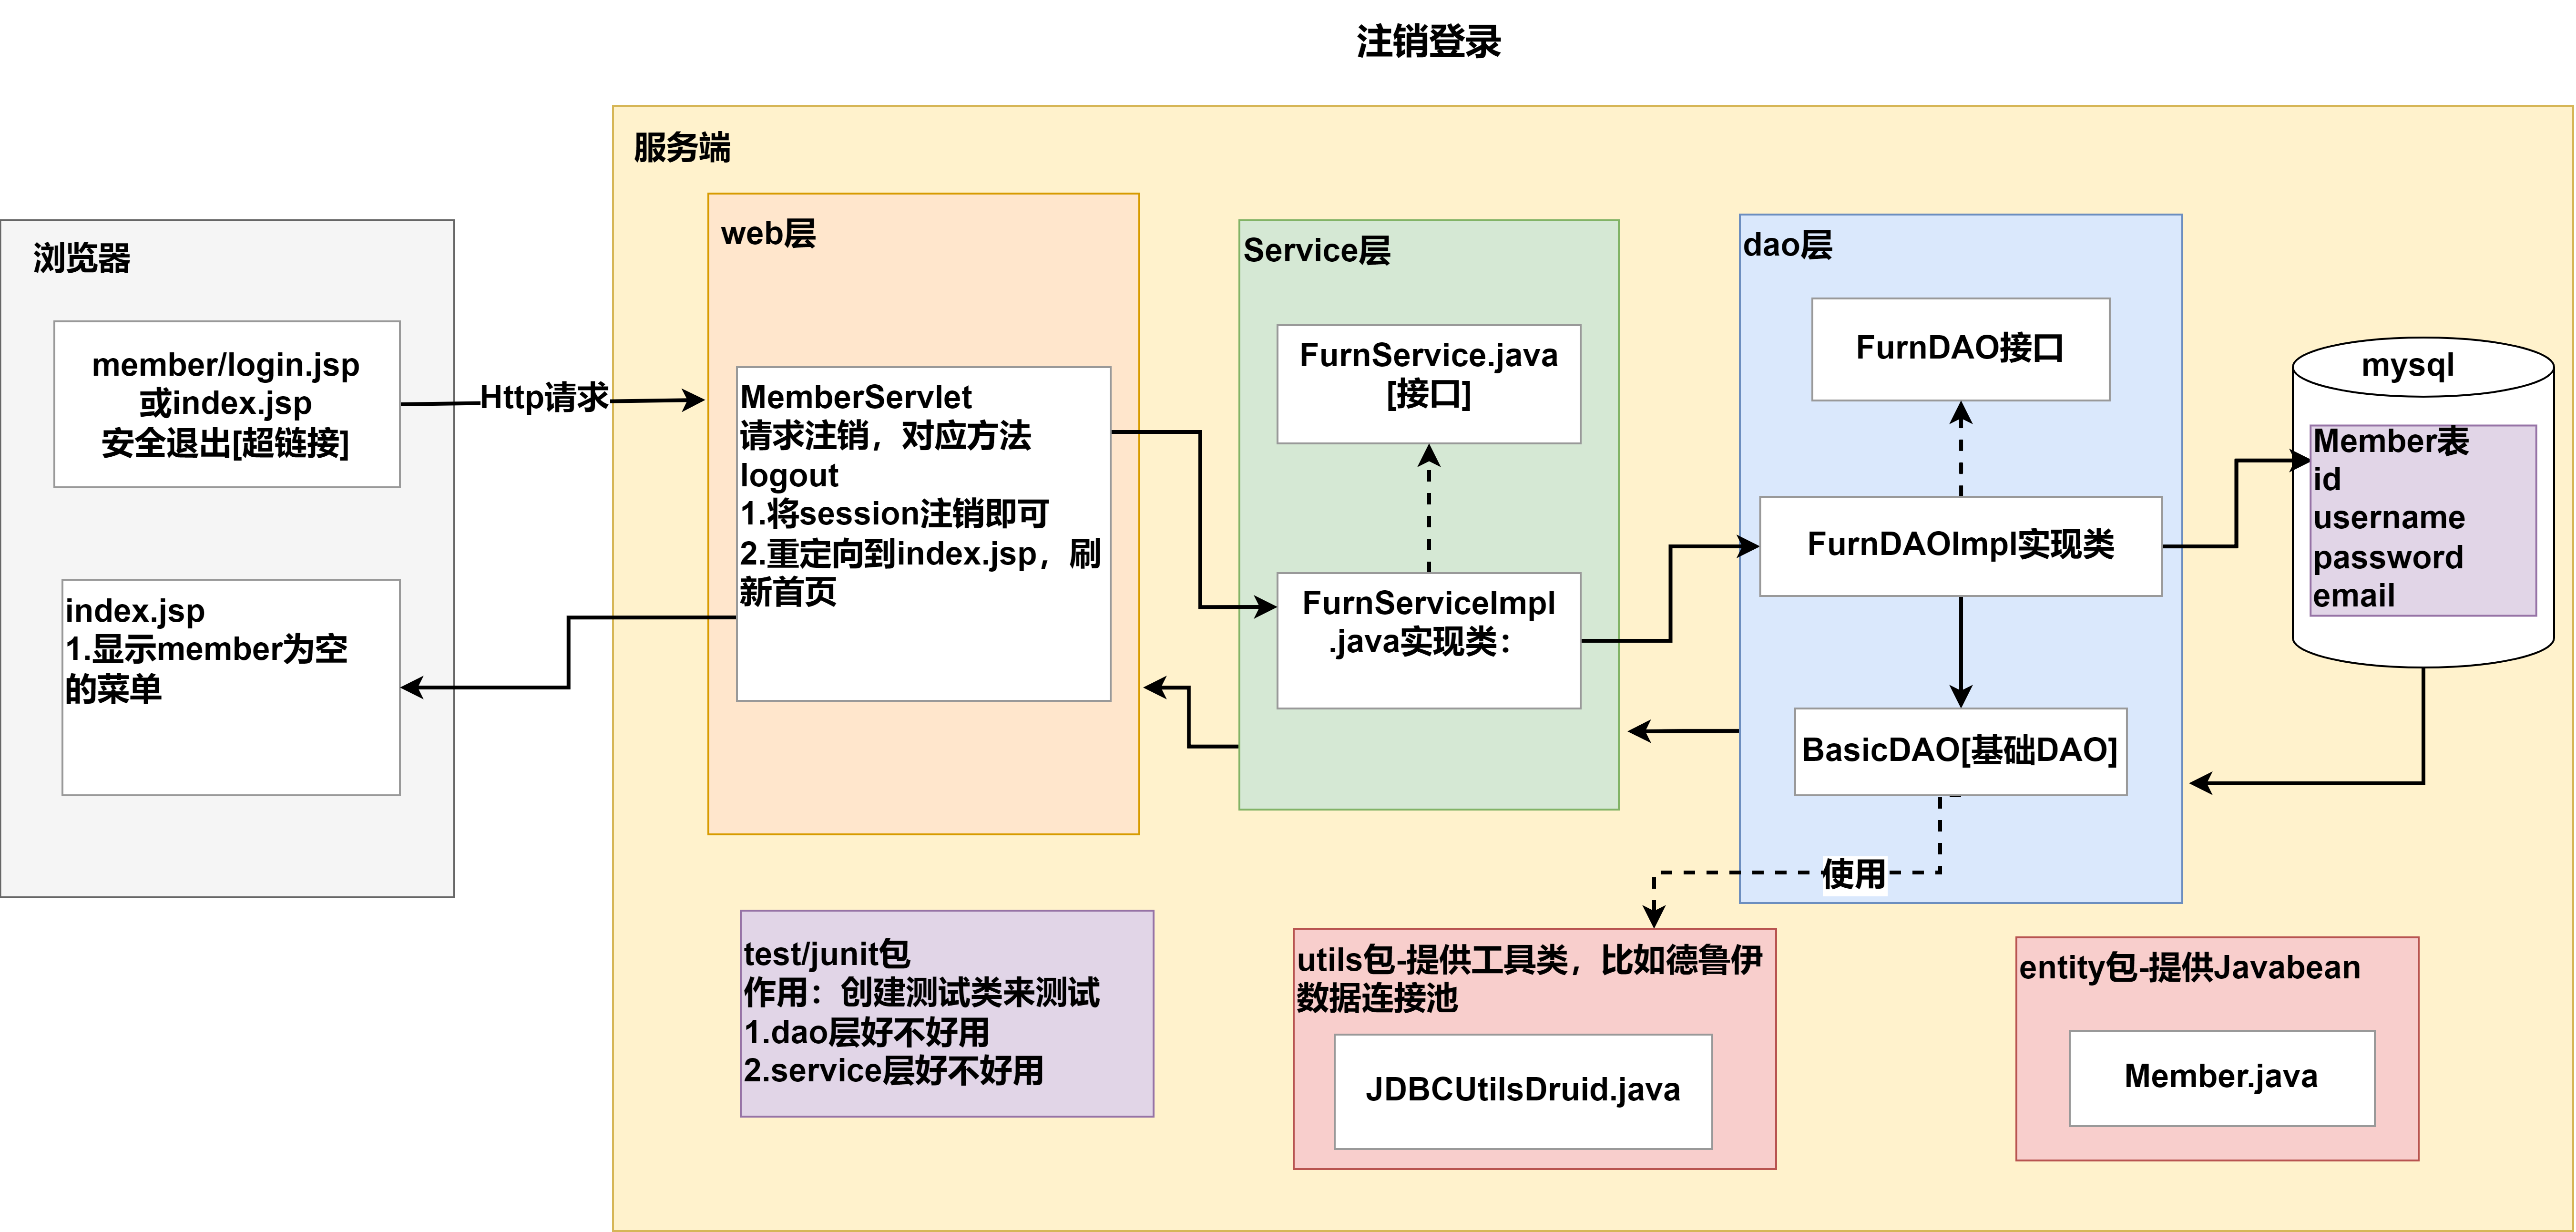 注销登录
服务端
浏览器
member/login.jsp
或index.jsp
安全退出[超链接]
Http请求
index.jsp
1.显示member为空
的菜单
web层
MemberServlet
请求注销，对应方法
logout
1.将session注销即可
2.重定向到index.jsp，刷
新首页
Service层
FurnService.java
[接口]
FurnServiceImpl
.java实现类：
dao层
FurnDAO接口
FurnDAOImpl实现类
BasicDAO[基础DAO]
使用
mysql
Member表
id
username
password
email
test/junit包
作用：创建测试类来测试
1.dao层好不好用
2.service层好不好用
utils包-提供工具类，比如德鲁伊
数据连接池
JDBCUtilsDruid.java
entity包-提供Javabean
Member.java